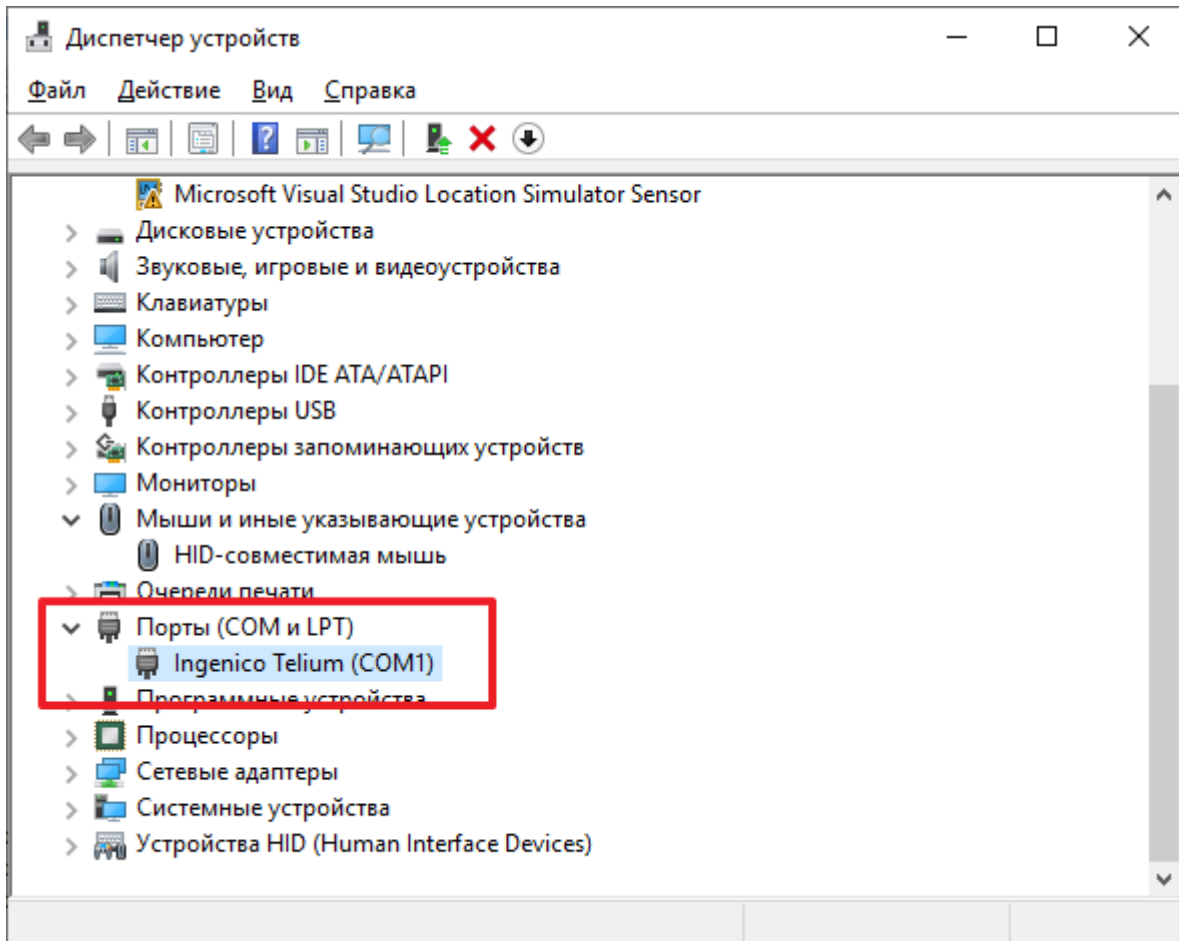 Диспетчер устройств
Файл Действие Вид Справка
Microsoft Visual Studio Location Simulator Sensor
Дисковые устройства
Звуковые, игровые и видеоустройства
Клавиатуры
Компьютер
Контроллеры IDE ATA/ATAPI
Контроллеры USB
Контроллеры запоминающих устройств
Мониторы
Мыши и иные указывающие устройства
HID-совместимая мышь
Очереди печати
Порты (COM и LPT)
Ingenico Telium (COM1)
Программные устройства
Процессоры
Сетевые адаптеры
Системные устройства
Устройства HID (Human Interface Devices)